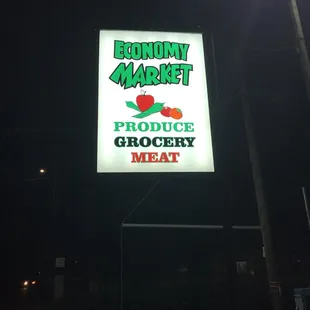 ECONOMY
MARKET
PRODUCE
GROCERY
MEAT